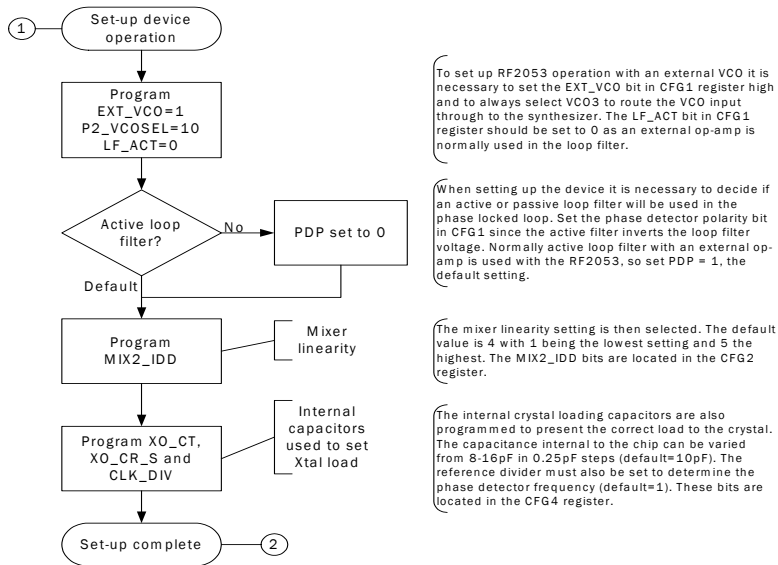 1
Set-up device
operation
Program
EXT_VCO=1
P2_VCOSEL=10
LF_ACT=0
To set up RF2053 operation with an external VCO it is
necessary to set the EXT_VCO bit in CFG1 register high
and to always select VCO3 to route the VCO input
through to the synthesizer. The LF_ACT bit in CFG1
register should be set to 0 as an external op-amp is
normally used in the loop filter.
Active loop
filter?
No
PDP set to 0
Default
When setting up the device it is necessary to decide if
an active or passive loop filter will be used in the
phase locked loop. Set the phase detector polarity bit
in CFG1 since the active filter inverts the loop filter
voltage. Normally active loop filter with an external op-
amp is used with the RF2053, so set PDP = 1, the
default setting.
Program
MIX2_IDD
Mixer
linearity
The mixer linearity setting is then selected. The default
value is 4 with 1 being the lowest setting and 5 the
highest. The MIX2_IDD bits are located in the CFG2
register.
Program XO_CT,
XO_CR_S and
CLK_DIV
Internal
capacitors
used to set
Xtal load
The internal crystal loading capacitors are also
programmed to present the correct load to the crystal.
The capacitance internal to the chip can be varied
from 8-16pF in 0.25pF steps (default=10pF). The
reference divider must also be set to determine the
phase detector frequency (default=1). These bits are
located in the CFG4 register.
Set-up complete
2